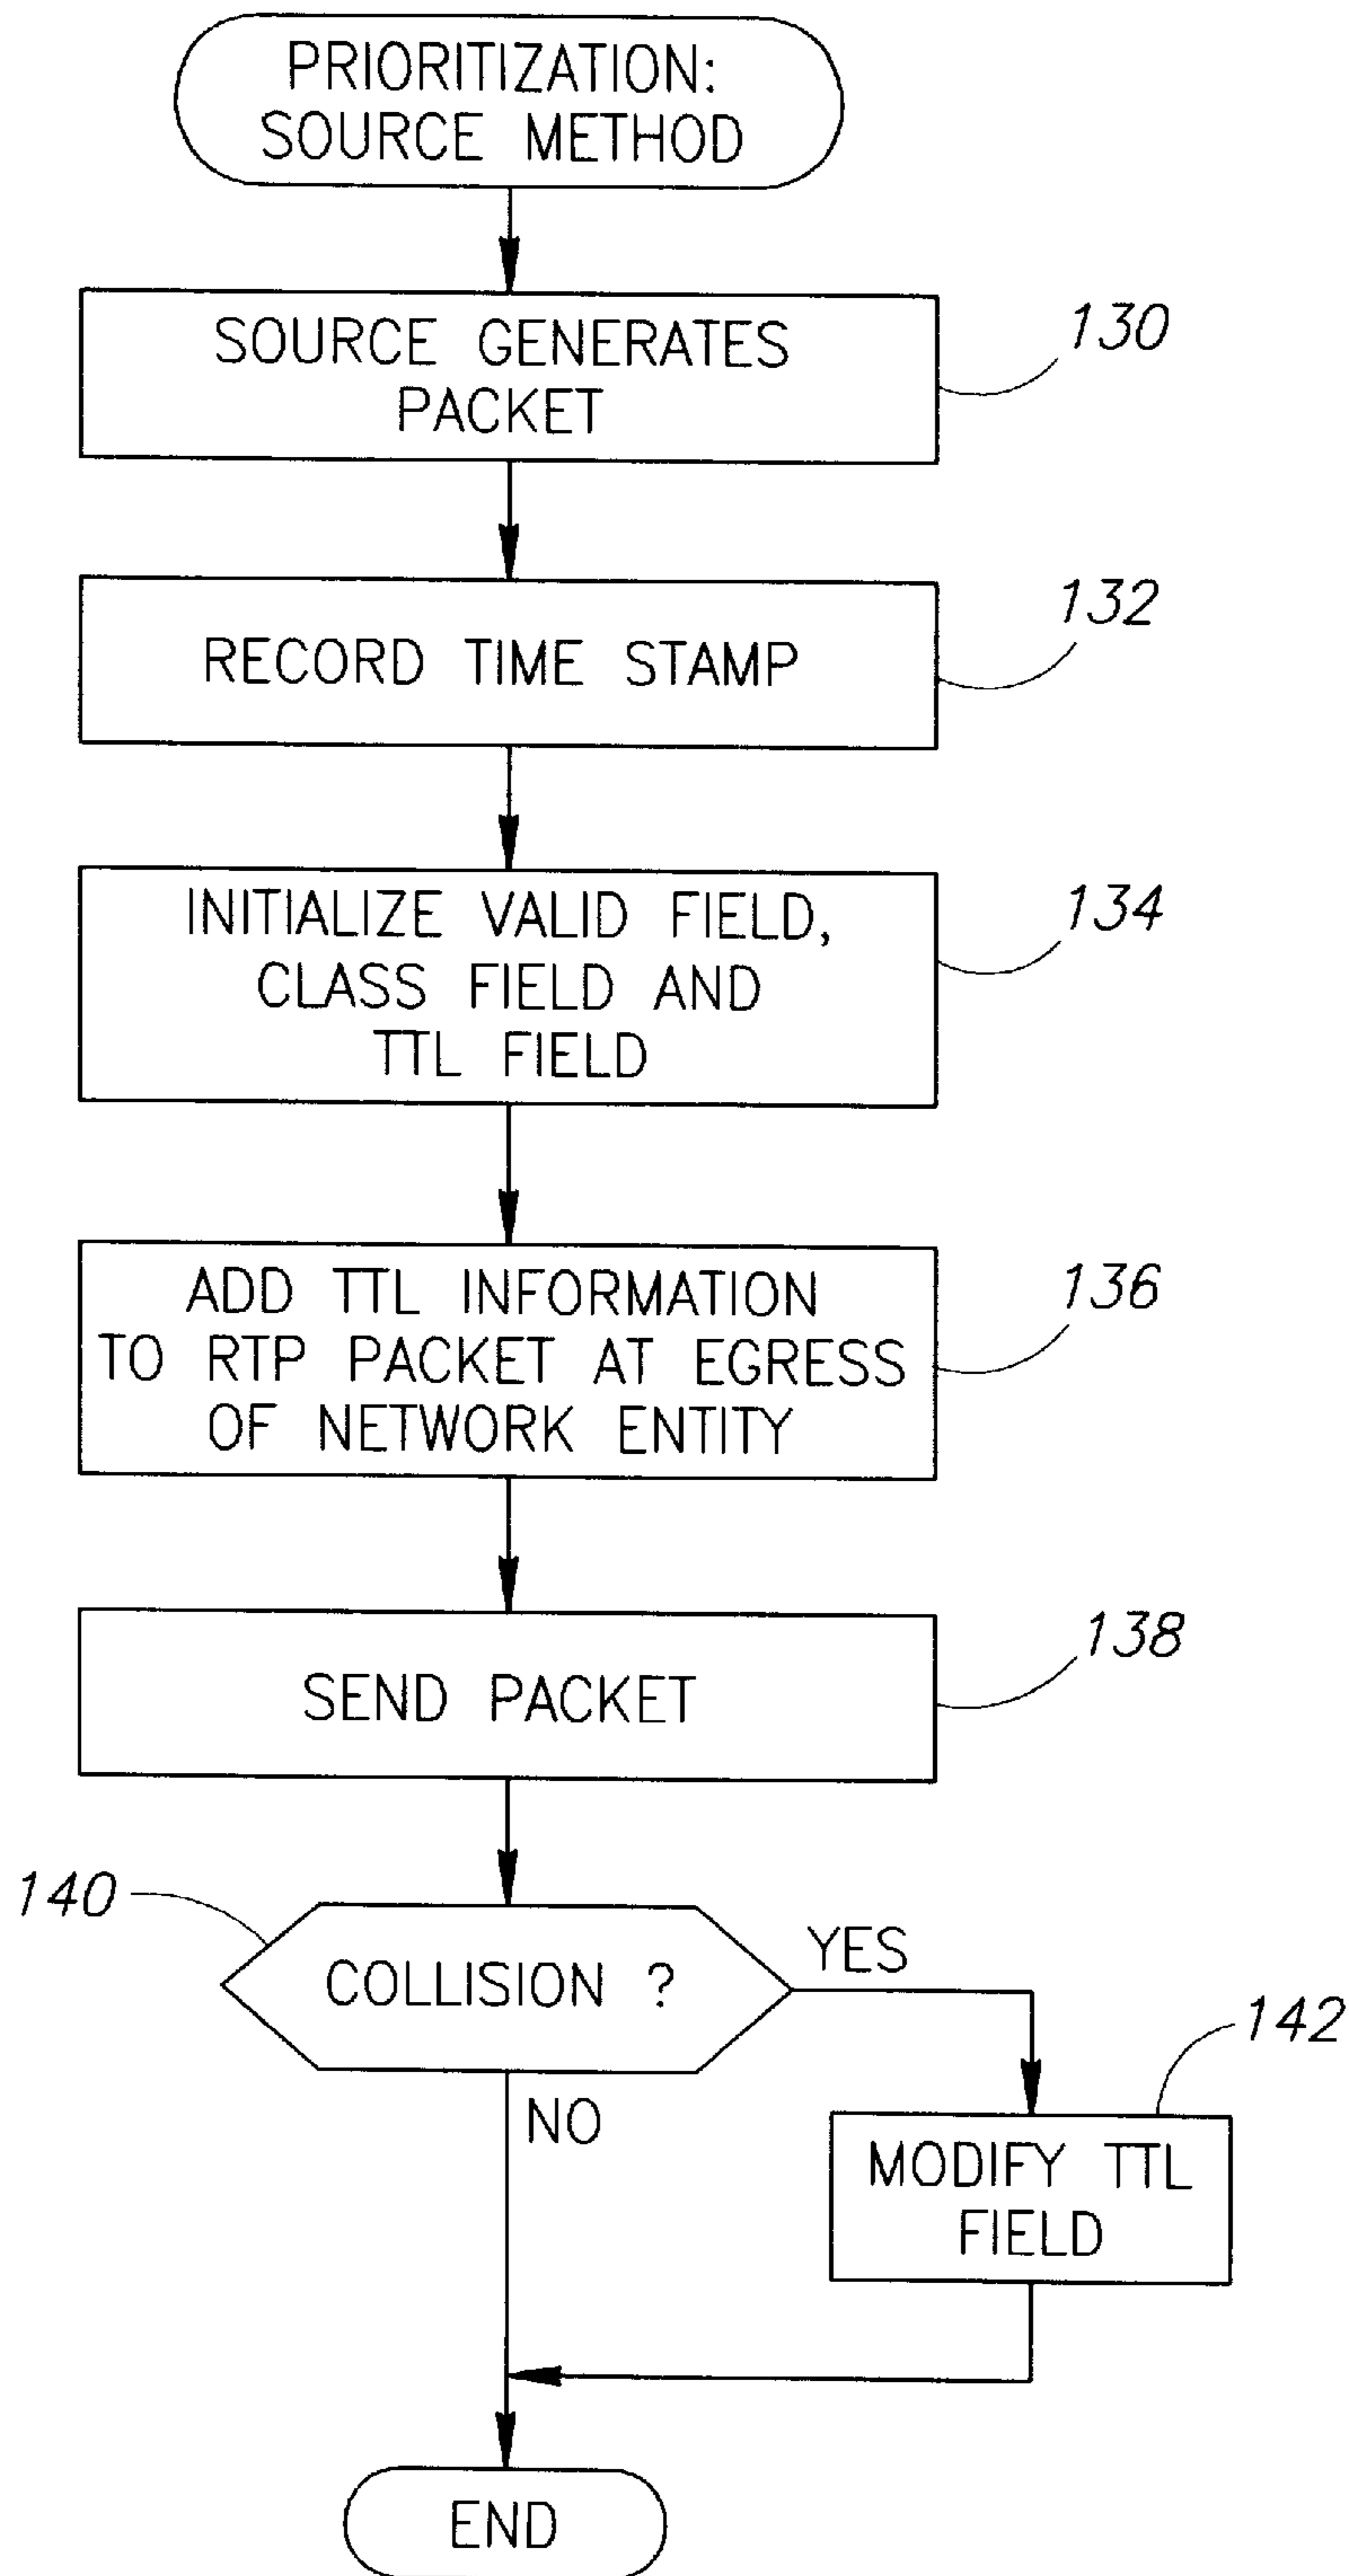 PRIORITIZATION:
SOURCE METHOD
SOURCE GENERATES
PACKET
130
RECORD TIME STAMP
132
INITIALIZE VALID FIELD,
CLASS FIELD AND
TTL FIELD
134
ADD TTL INFORMATION
TO RTP PACKET AT EGRESS
OF NETWORK ENTITY
136
SEND PACKET
138
140
COLLISION ?
YES
NO
142
MODIFY TTL
FIELD
END